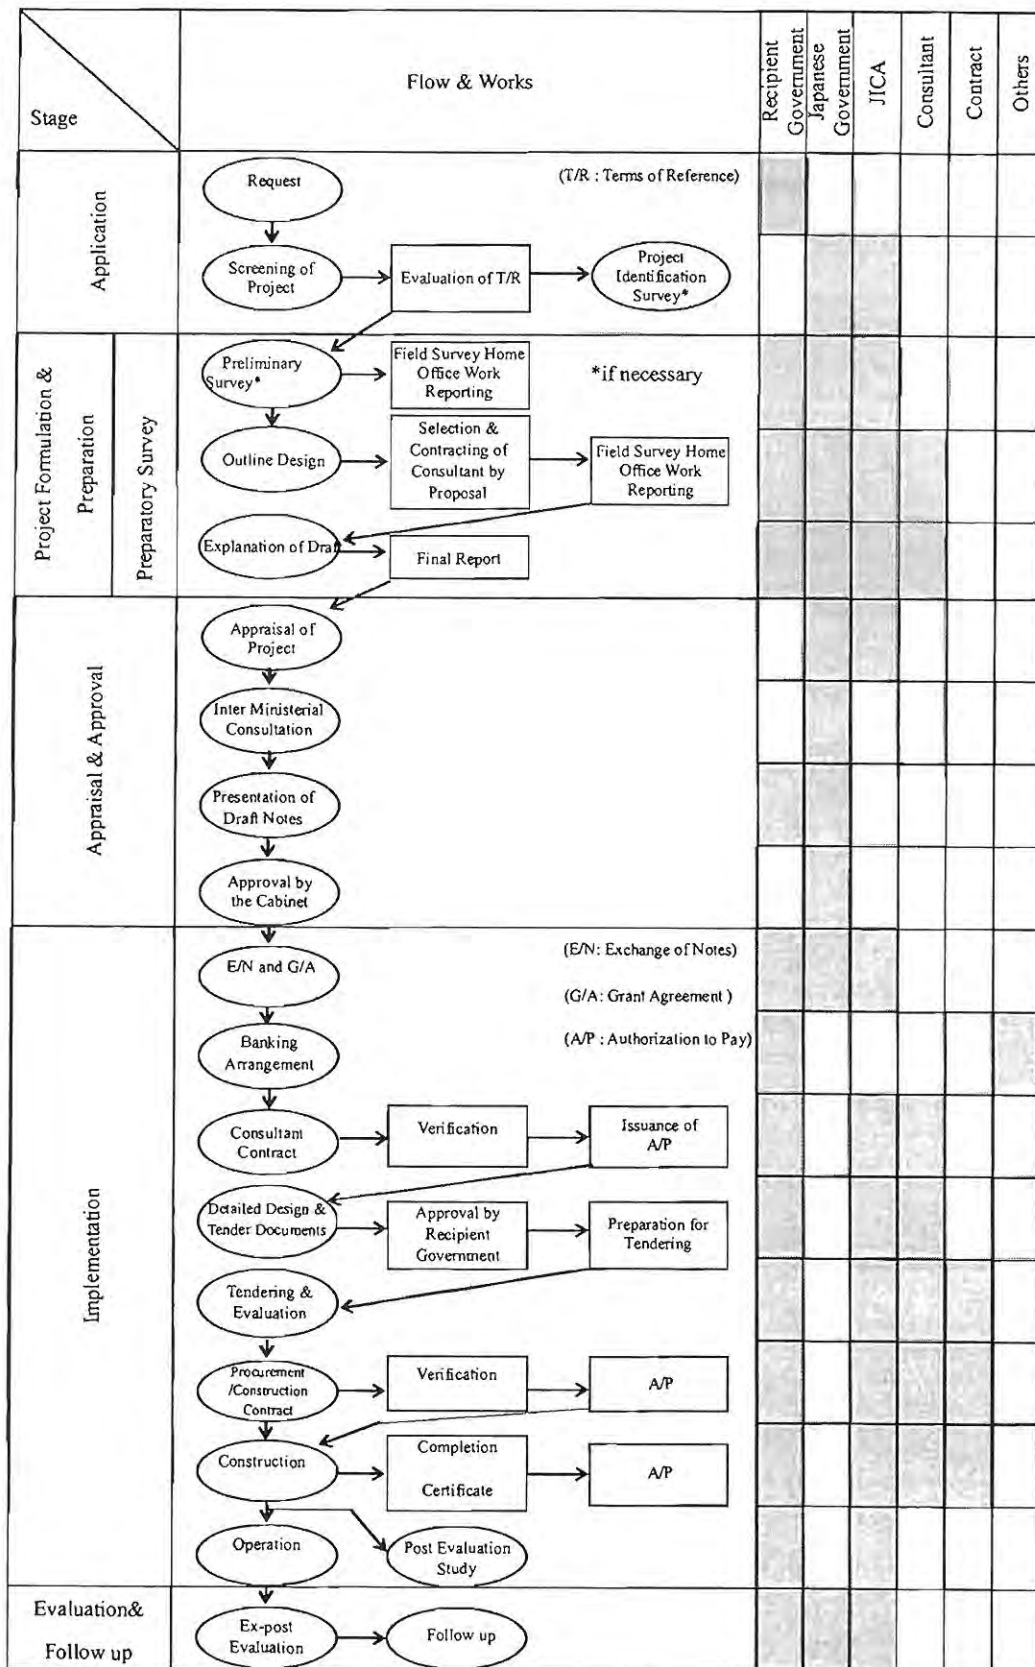 Stage
Flow & Works
Recipient
Government
Japanese
Government
JICA
Consultant
Contract
Others
Application
Request
(T/R : Terms of Reference)
Screening of
Project
Evaluation of T/R
Project
Identification
Survey*
Project Formulation &
Preparation
Preparatory Survey
Preliminary
Survey*
Field Survey Home
Office Work
Reporting
*if necessary
Outline Design
Selection &
Contracting of
Consultant by
Proposal
Field Survey Home
Office Work
Reporting
Explanation of Draft
Final Report
Appraisal & Approval
Appraisal of
Project
Inter Ministerial
Consultation
Presentation of
Draft Notes
Approval by
the Cabinet
Implementation
E/N and G/A
(E/N: Exchange of Notes)
(G/A: Grant Agreement )
(A/P : Authorization to Pay)
Banking
Arrangement
Consultant
Contract
Verification
Issuance of
A/P
Detailed Design &
Tender Documents
Approval by
Recipient
Government
Preparation for
Tendering
Tendering &
Evaluation
Procurement
/Construction
Contract
Verification
A/P
Construction
Completion
Certificate
A/P
Operation
Post Evaluation
Study
Evaluation&
Follow up
Ex-post
Evaluation
Follow up